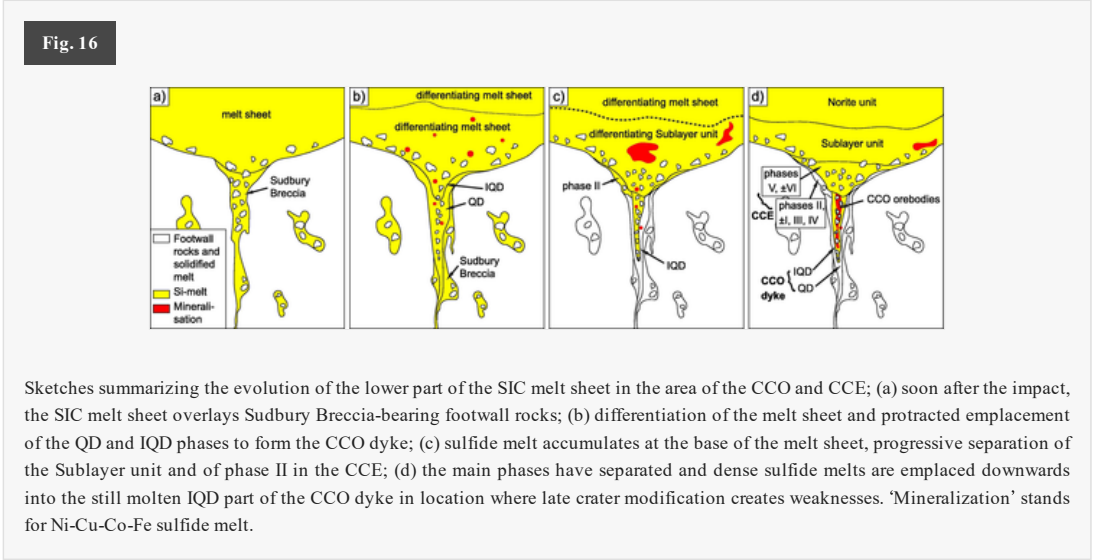 Fig. 16
a)
melt sheet
Sudbury
Breccia
Footwall
rocks and
solidified
melt
Si-melt
Minerali-
sation
b)
differentiating melt sheet
differentiating melt sheet
IQD
QD
Sudbury
Breccia
c)
differentiating melt sheet
differentiating Sublayer unit
phase II
IQD
d)
Norite unit
Sublayer unit
phases
V, ±VI
CCE
phases II,
±I, III, IV
CCO orebodies
CCO
dyke
IQD
QD
Sketches summarizing the evolution of the lower part of the SIC melt sheet in the area of the CCO and CCE; (a) soon after the impact,
the SIC melt sheet overlays Sudbury Breccia-bearing footwall rocks; (b) differentiation of the melt sheet and protracted emplacement
of the QD and IQD phases to form the CCO dyke; (c) sulfide melt accumulates at the base of the melt sheet, progressive separation of
the Sublayer unit and of phase II in the CCE; (d) the main phases have separated and dense sulfide melts are emplaced downwards
into the still molten IQD part of the CCO dyke in location where late crater modification creates weaknesses. ‘Mineralization’ stands
for Ni-Cu-Co-Fe sulfide melt.